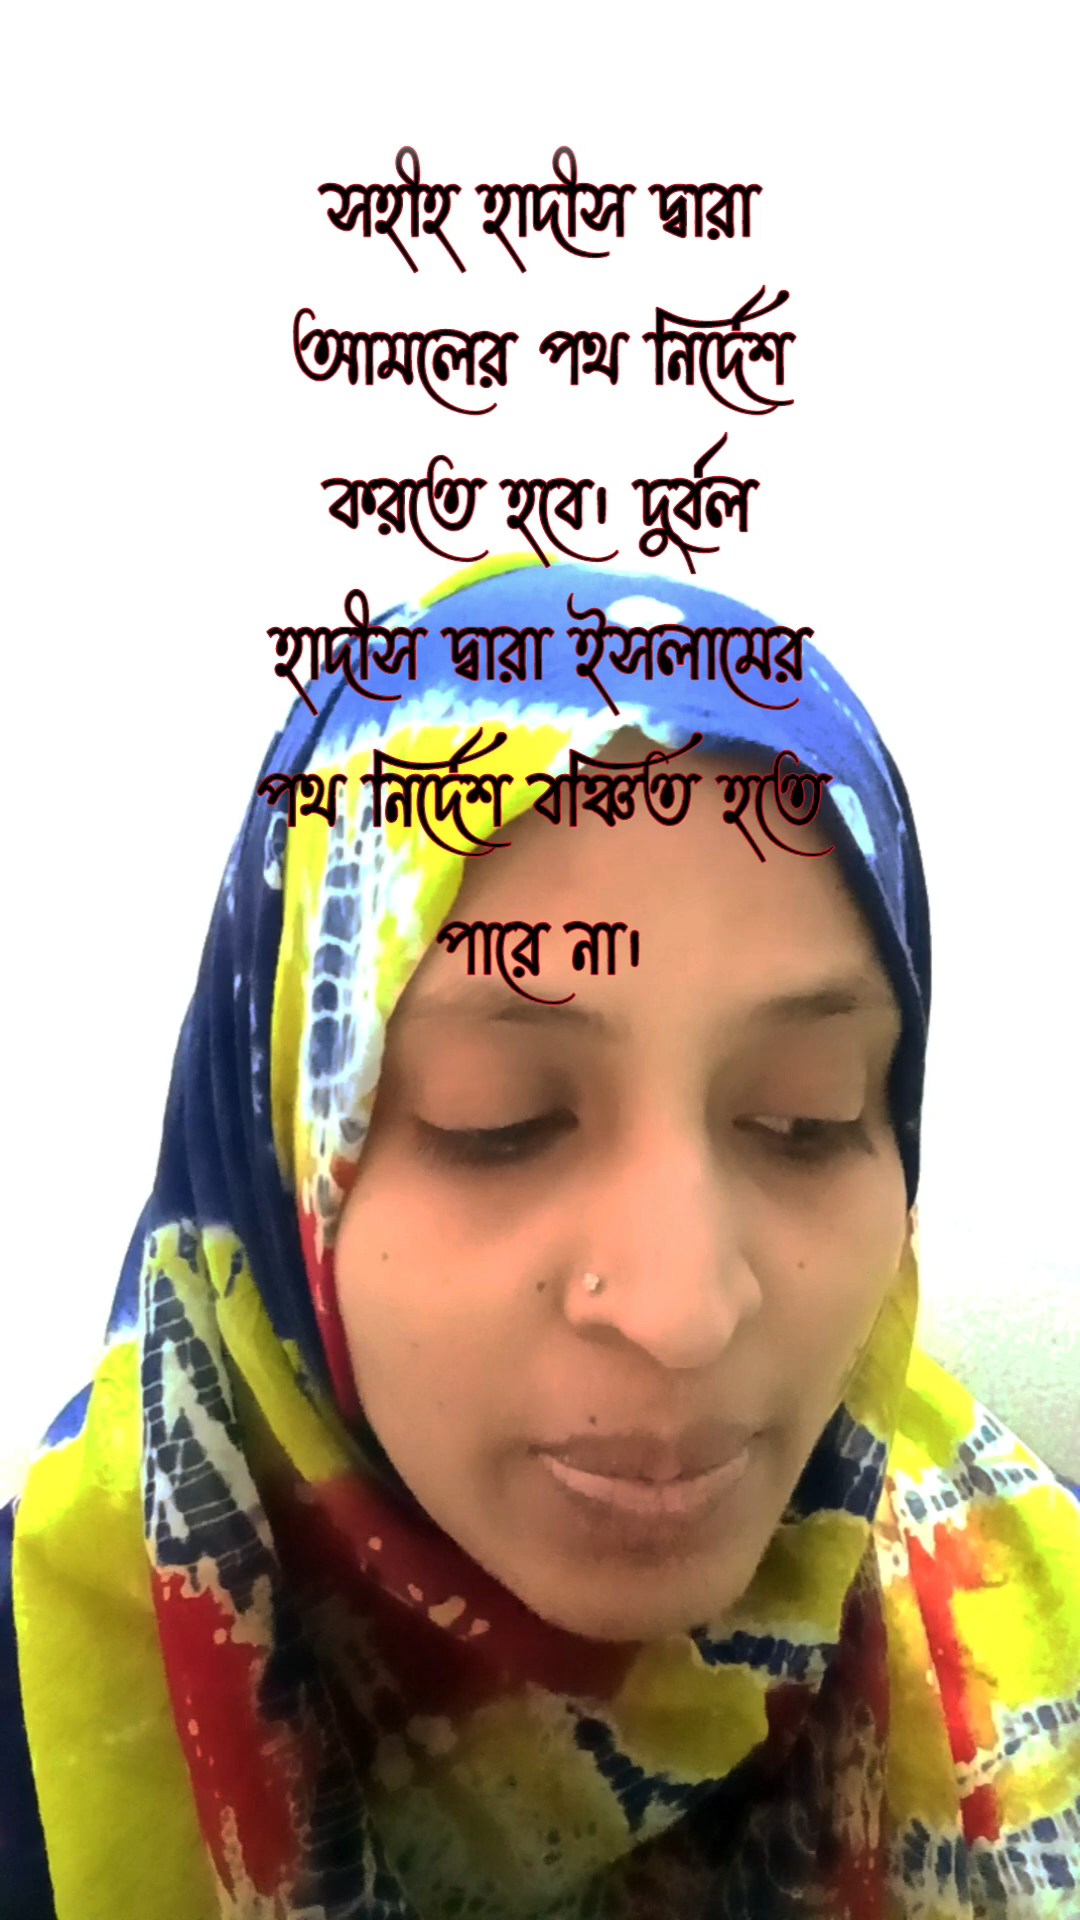 সহীহ হাদীস দ্বারা
আমলের পথ নির্দেশ
করতে হবে। দুর্বল
হাদীস দ্বারা ইসলামের
পথ নির্দেশ বঞ্চিত হতে
পারে না।